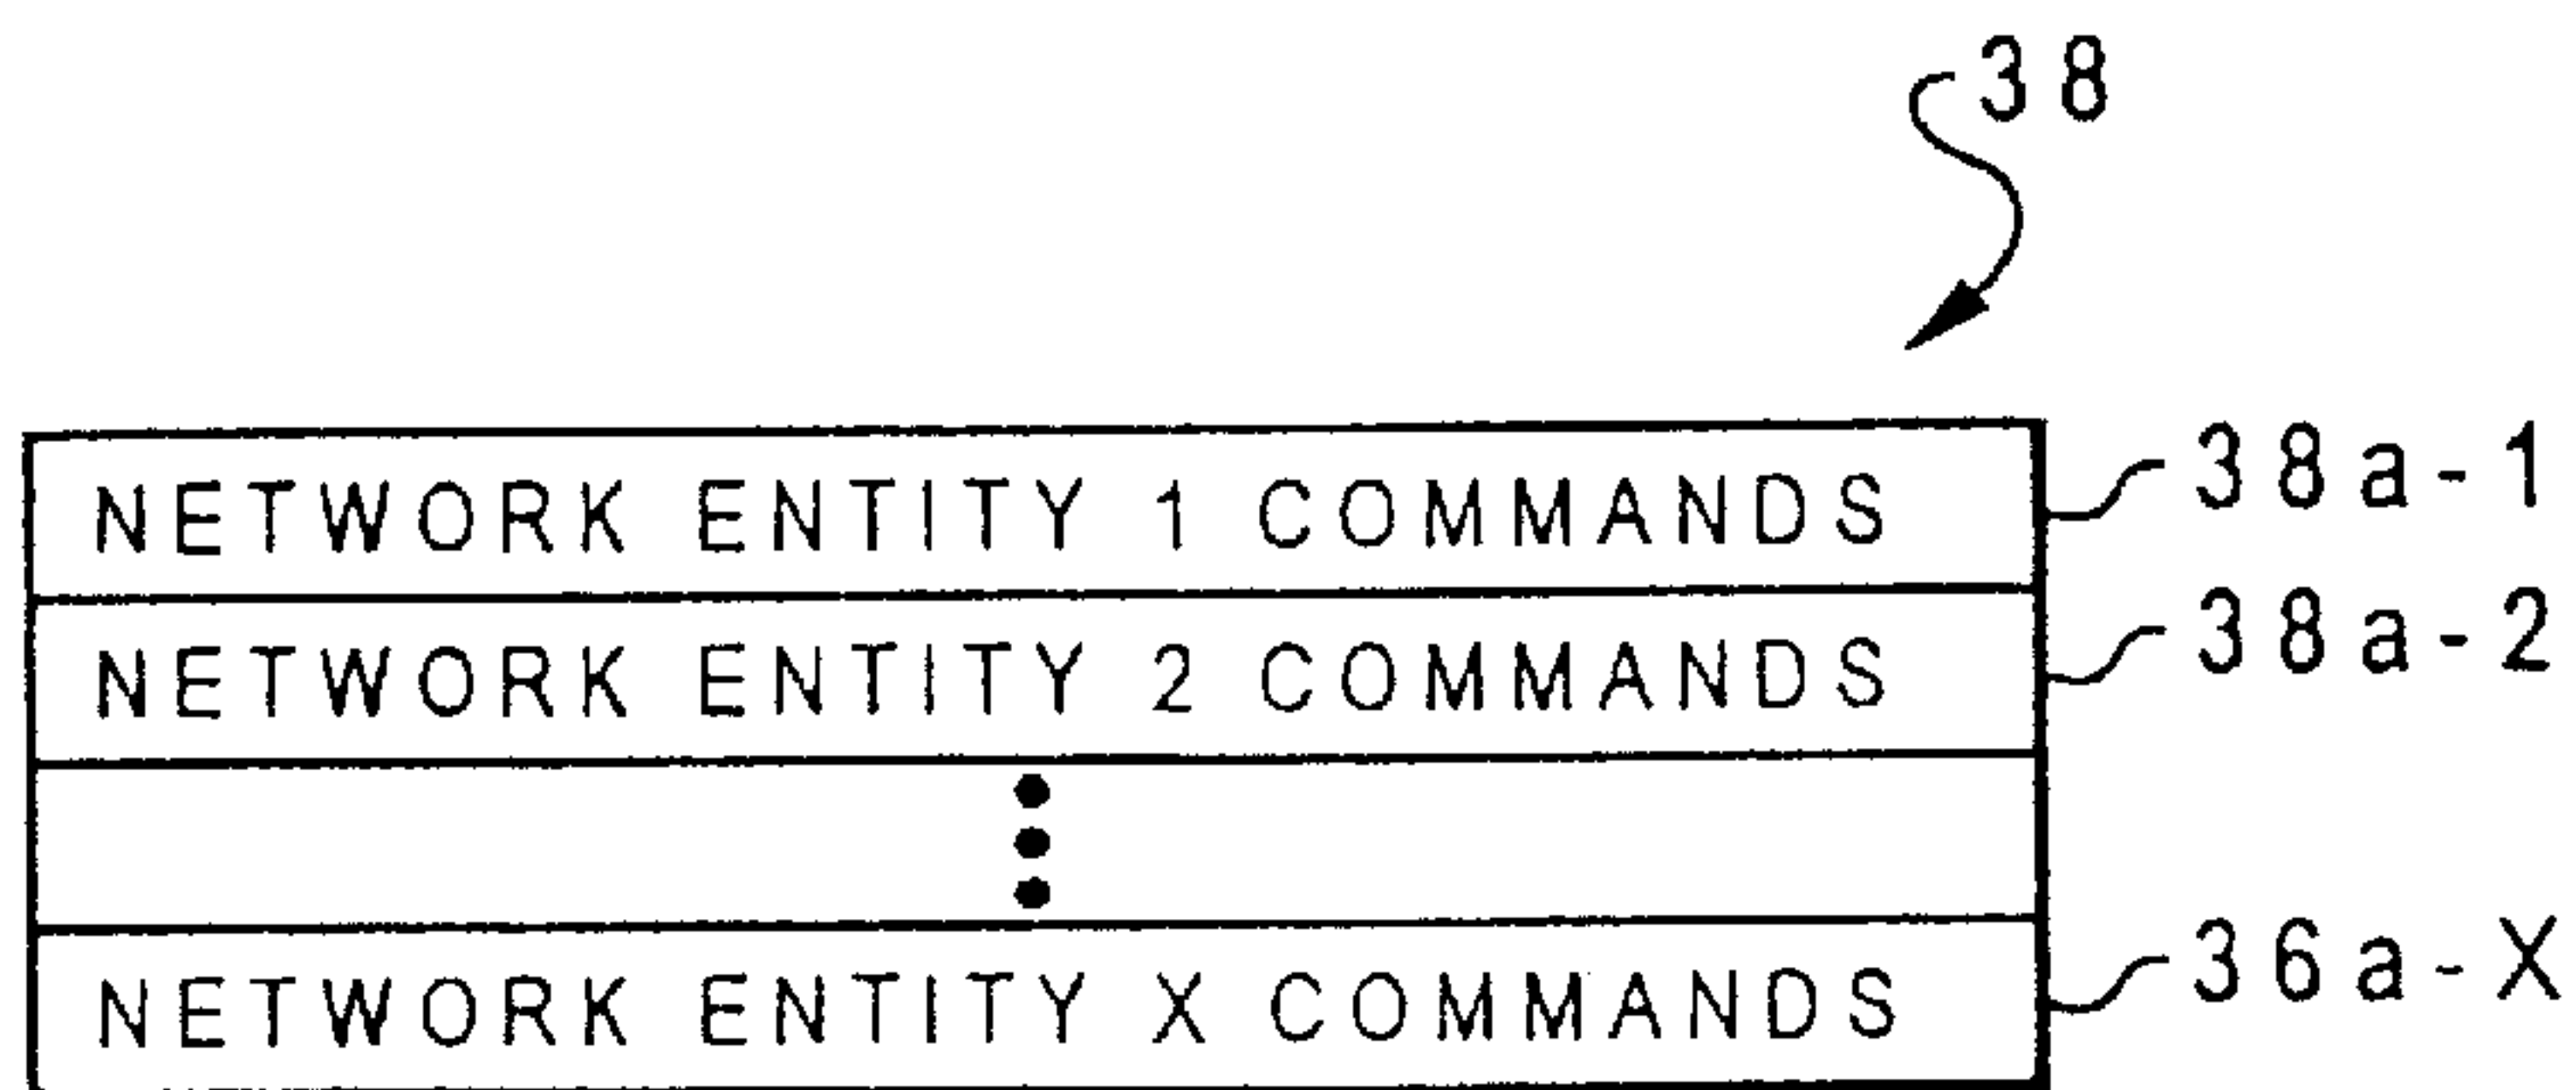 38
NETWORK ENTITY 1 COMMANDS 38a-1
NETWORK ENTITY 2 COMMANDS 38a-2
NETWORK ENTITY X COMMANDS 36a-X